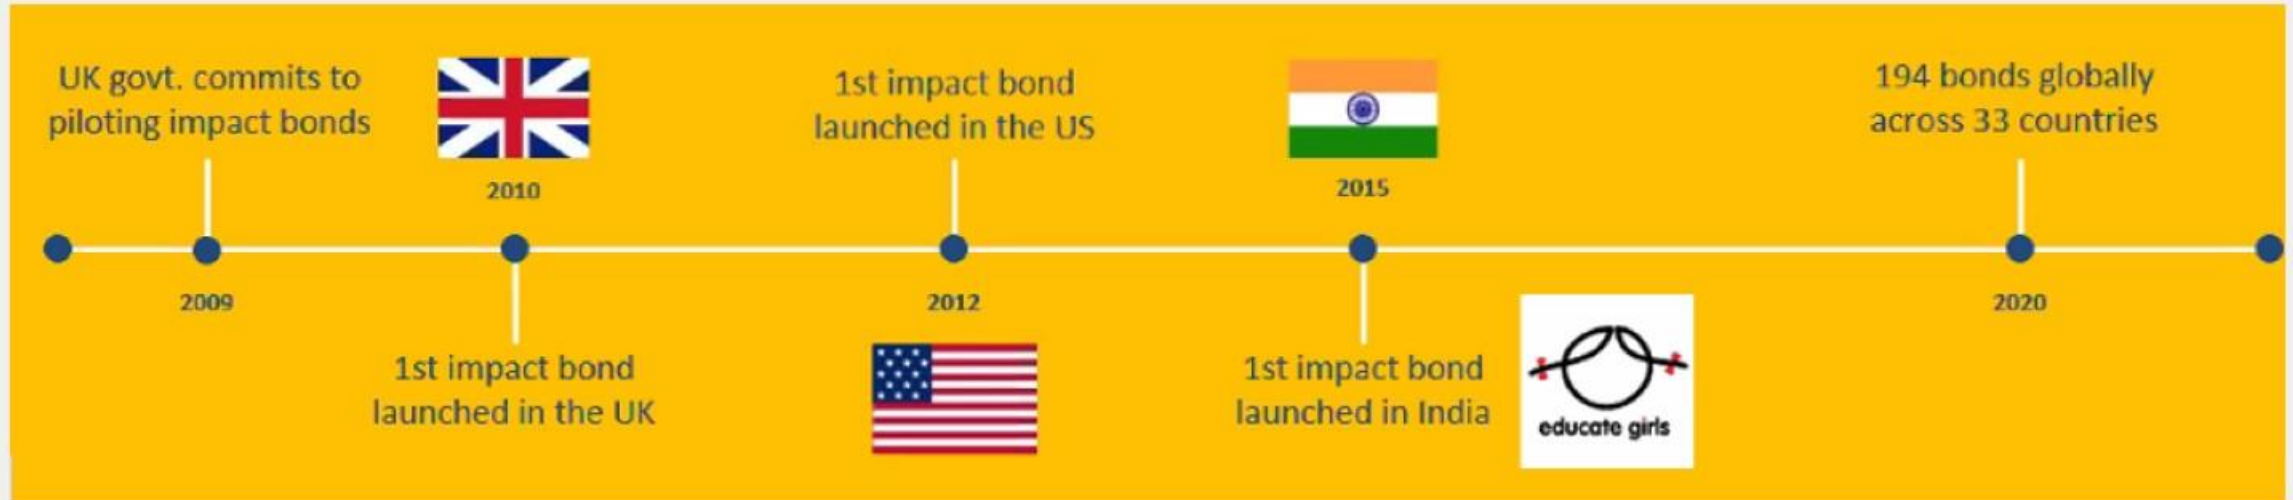 UK govt. commits to
piloting impact bonds
2009
2010
1st impact bond
launched in the UK
1st impact bond
launched in the US
2012
2015
1st impact bond
launched in India
educate girls
194 bonds globally
across 33 countries
2020